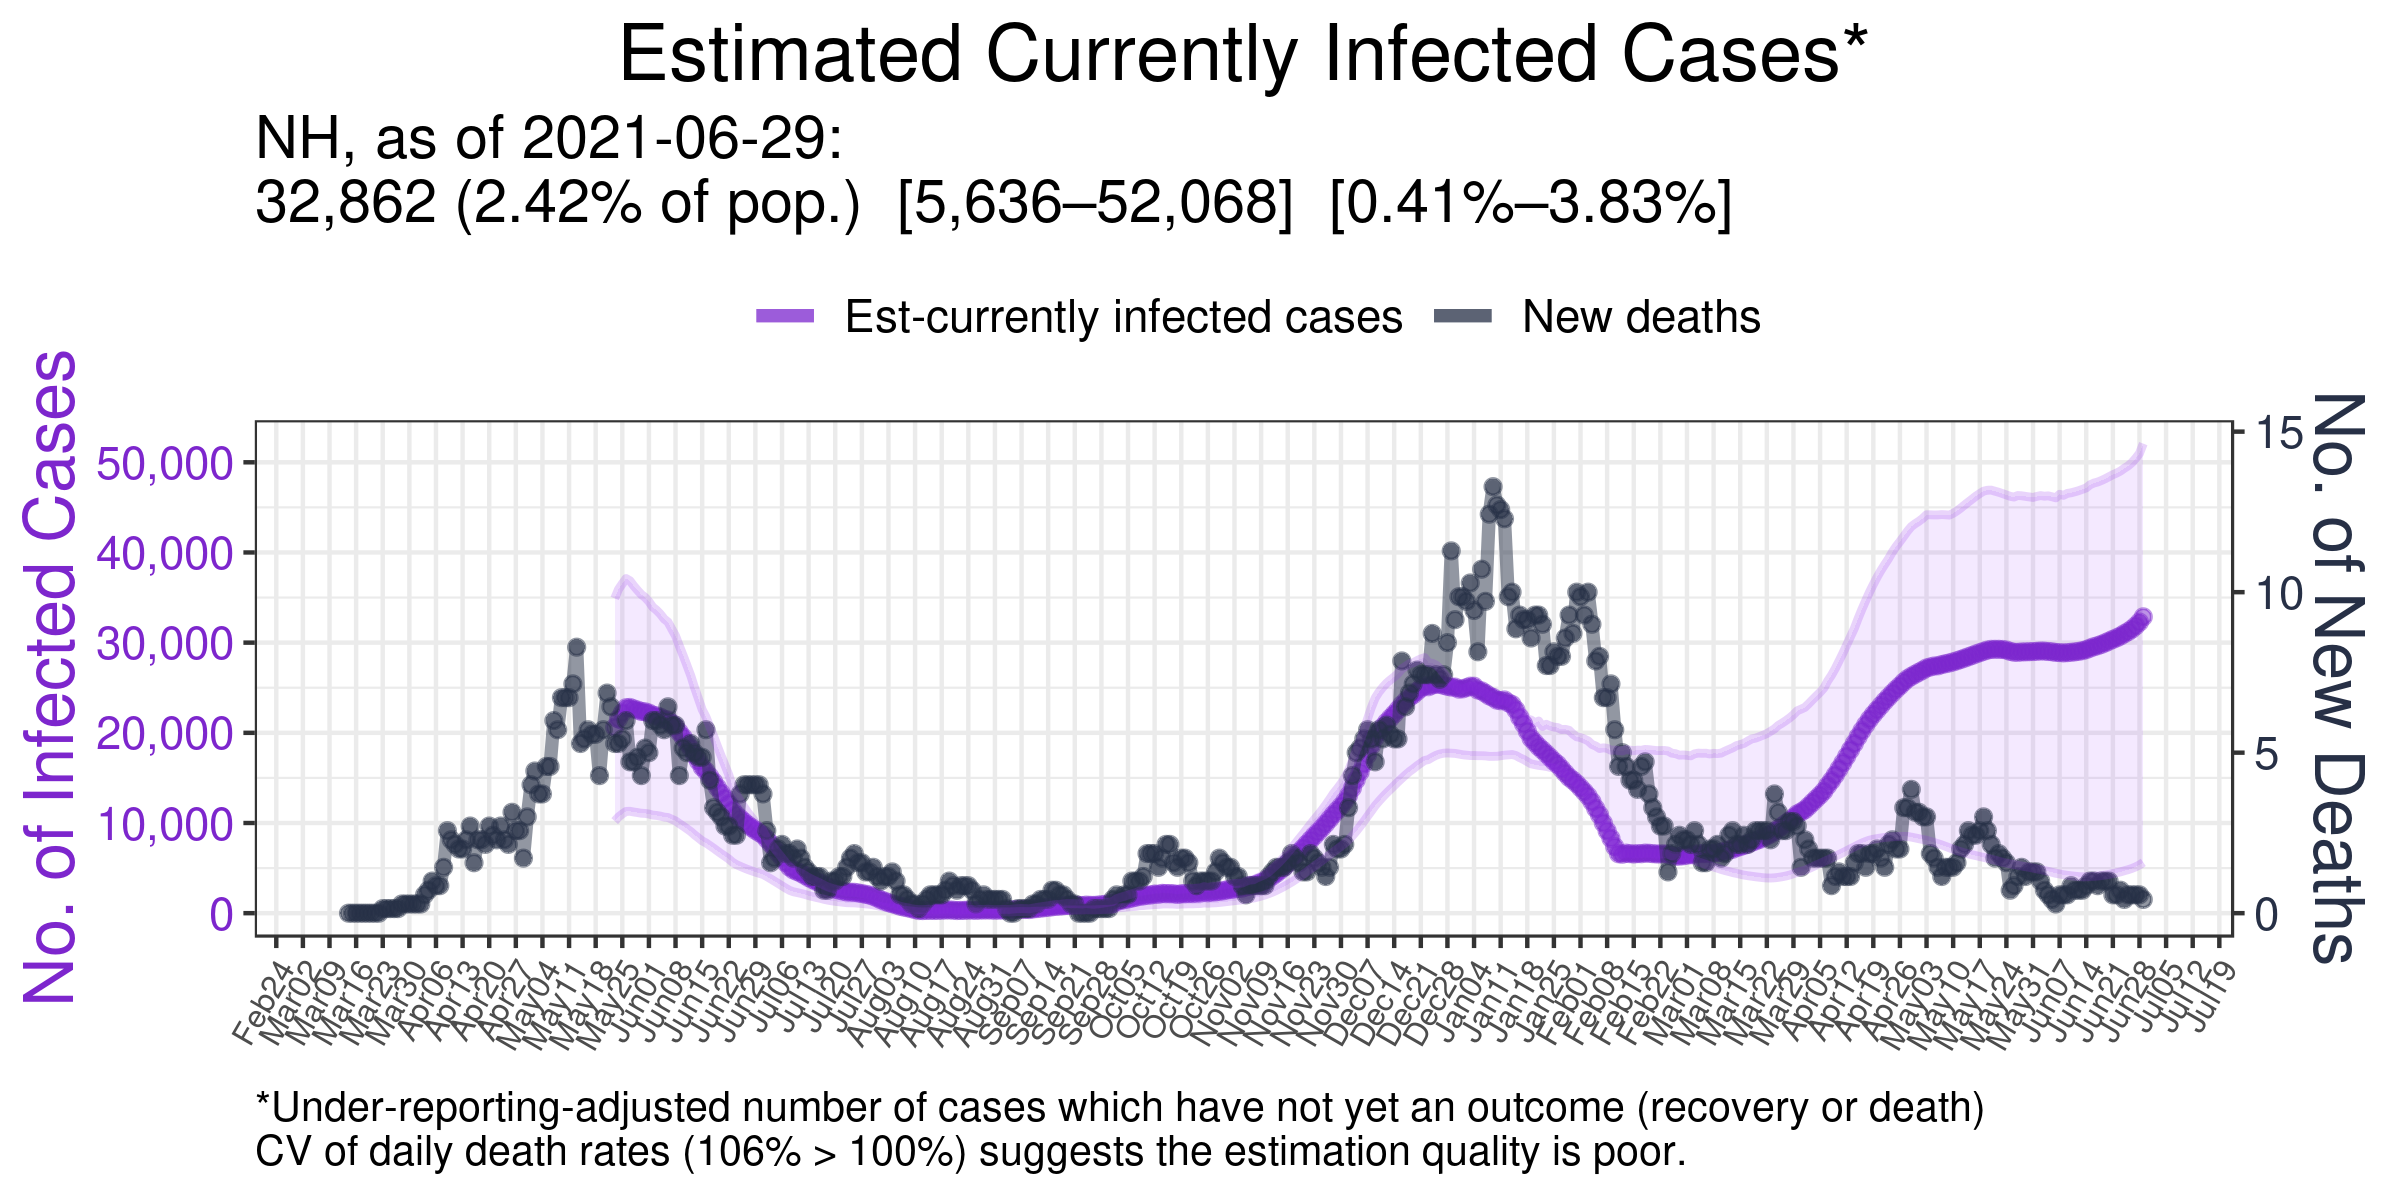 Estimated Currently Infected Cases*
NH, as of 2021-06-29:
32,862 (2.42% of pop.)  [5,636–52,068]  [0.41%–3.83%]
Est-currently infected cases
New deaths
No. of Infected Cases
50,000
40,000
30,000
20,000
10,000
0
15
10
5
0
No. of New Deaths
Feb24
Mar02
Mar09
Mar16
Mar23
Mar30
Apr06
Apr13
Apr20
Apr27
May04
May11
May18
May25
Jun01
Jun08
Jun15
Jun22
Jun29
Jul06
Jul13
Jul20
Jul27
Aug03
Aug10
Aug17
Aug24
Aug31
Sep07
Sep14
Sep21
Sep28
Oct05
Oct12
Oct19
Oct26
Nov02
Nov09
Nov16
Nov23
Nov30
Dec07
Dec14
Dec21
Dec28
Jan04
Jan11
Jan18
Jan25
Feb01
Feb08
Feb15
Feb22
Mar01
Mar08
Mar15
Mar22
Mar29
Apr05
Apr12
Apr19
Apr26
May03
May10
May17
May24
May31
Jun07
Jun14
Jun21
Jun28
Jul05
Jul12
Jul19
*Under-reporting-adjusted number of cases which have not yet an outcome (recovery or death)
CV of daily death rates (106% > 100%) suggests the estimation quality is poor.